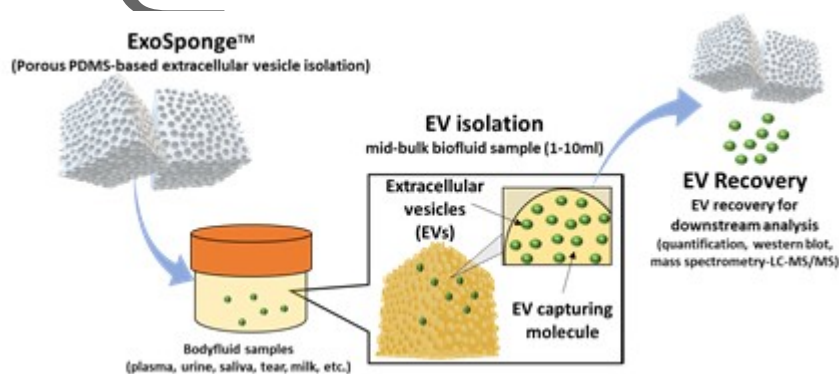 ExoSponge™
(Porous PDMS-based extracellular vesicle isolation)
EV isolation
mid-bulk biofluid sample (1-10ml)
Extracellular
vesicles
(EVs)
EV capturing
molecule
Bodyfluid samples
(plasma, urine, saliva, tear, milk, etc.)
EV Recovery
EV recovery for
downstream analysis
(quantification, western blot,
mass spectrometry-LC-MS/MS)